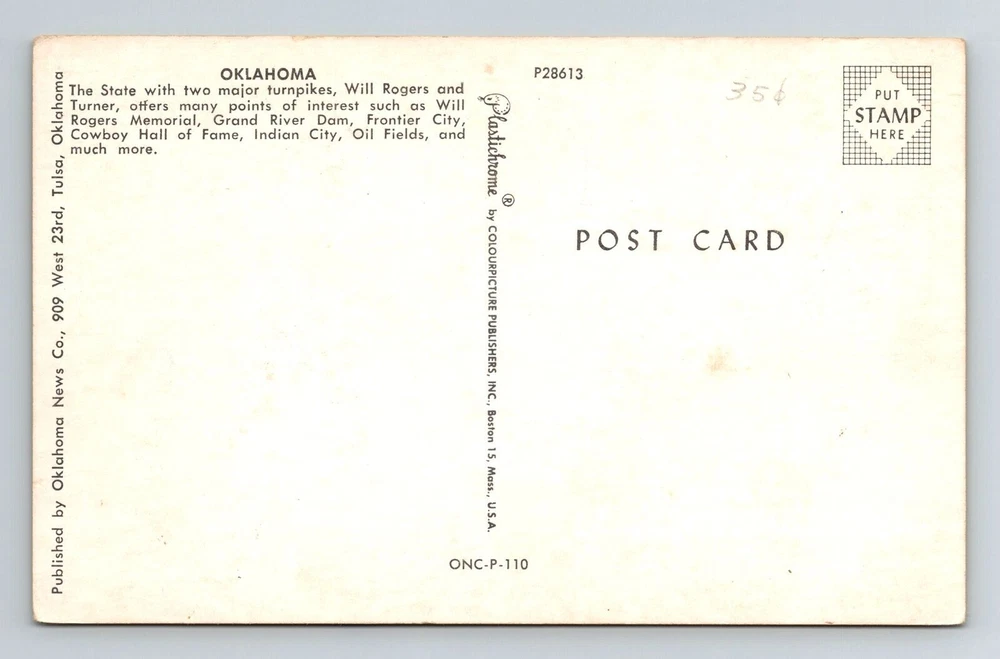 OKLAHOMA
The State with two major turnpikes, Will Rogers and
Turner, offers many points of interest such as Will
Rogers Memorial, Grand River Dam, Frontier City,
Cowboy Hall of Fame, Indian City, Oil Fields, and
much more.
Published by Oklahoma News Co., 909 West 23rd, Tulsa, Oklahoma
Plastichrome ® by COLOURPICTURE PUBLISHERS, INC., Boston 15, Mass., U.S.A.
ONC-P-110
P28613
35¢
PUT
STAMP
HERE
POST CARD